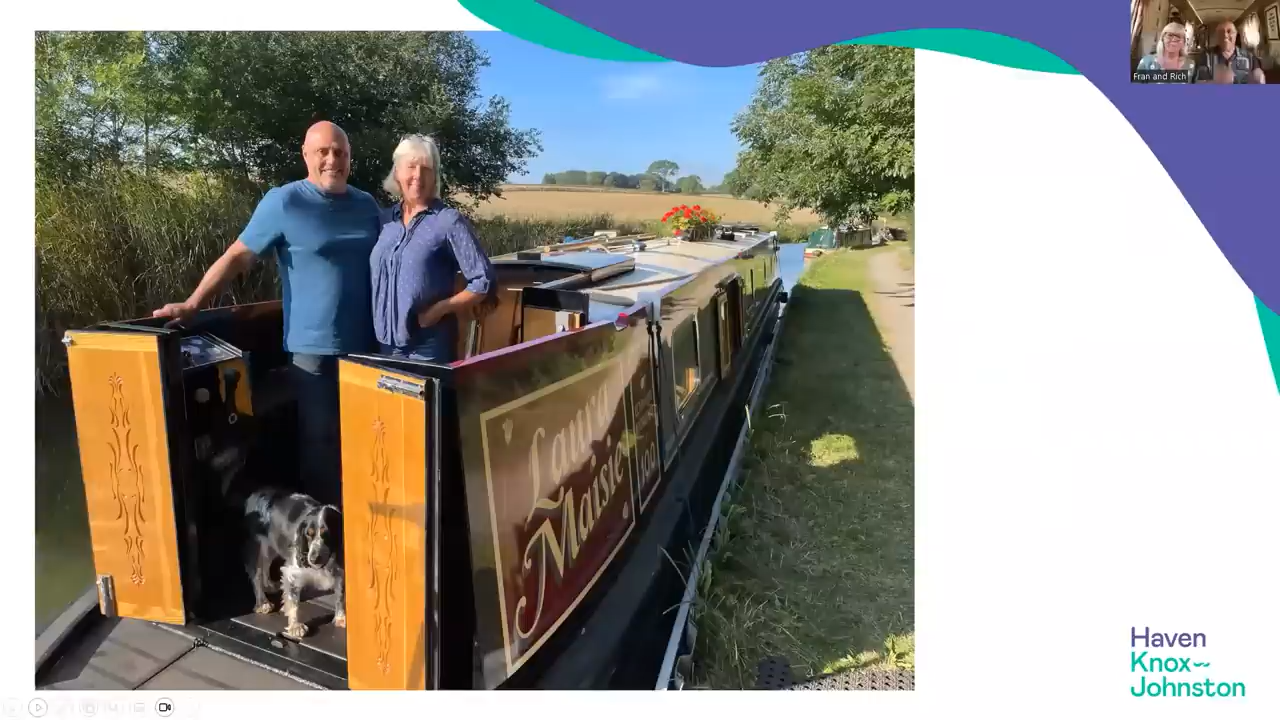 Fran and Rich
Laura
Maisie
Haven
Knox
Johnston